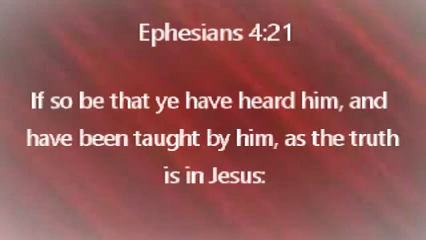 Ephesians 4:21
If so be that ye have heard him, and
have been taught by him, as the truth
is in Jesus: